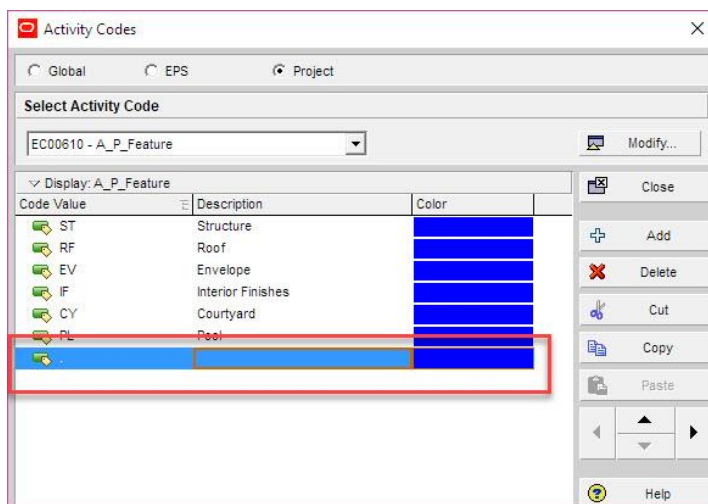 Activity Codes
Global EPS Project
Select Activity Code
EC00610 - A_P_Feature
Modify...
Display: A_P_Feature
Close
Code Value Description Color
ST Structure
Add
RF Roof
EV Envelope
Delete
IF Interior Finishes
CY Courtyard
Cut
PL Pool
Copy
.
Paste
Help